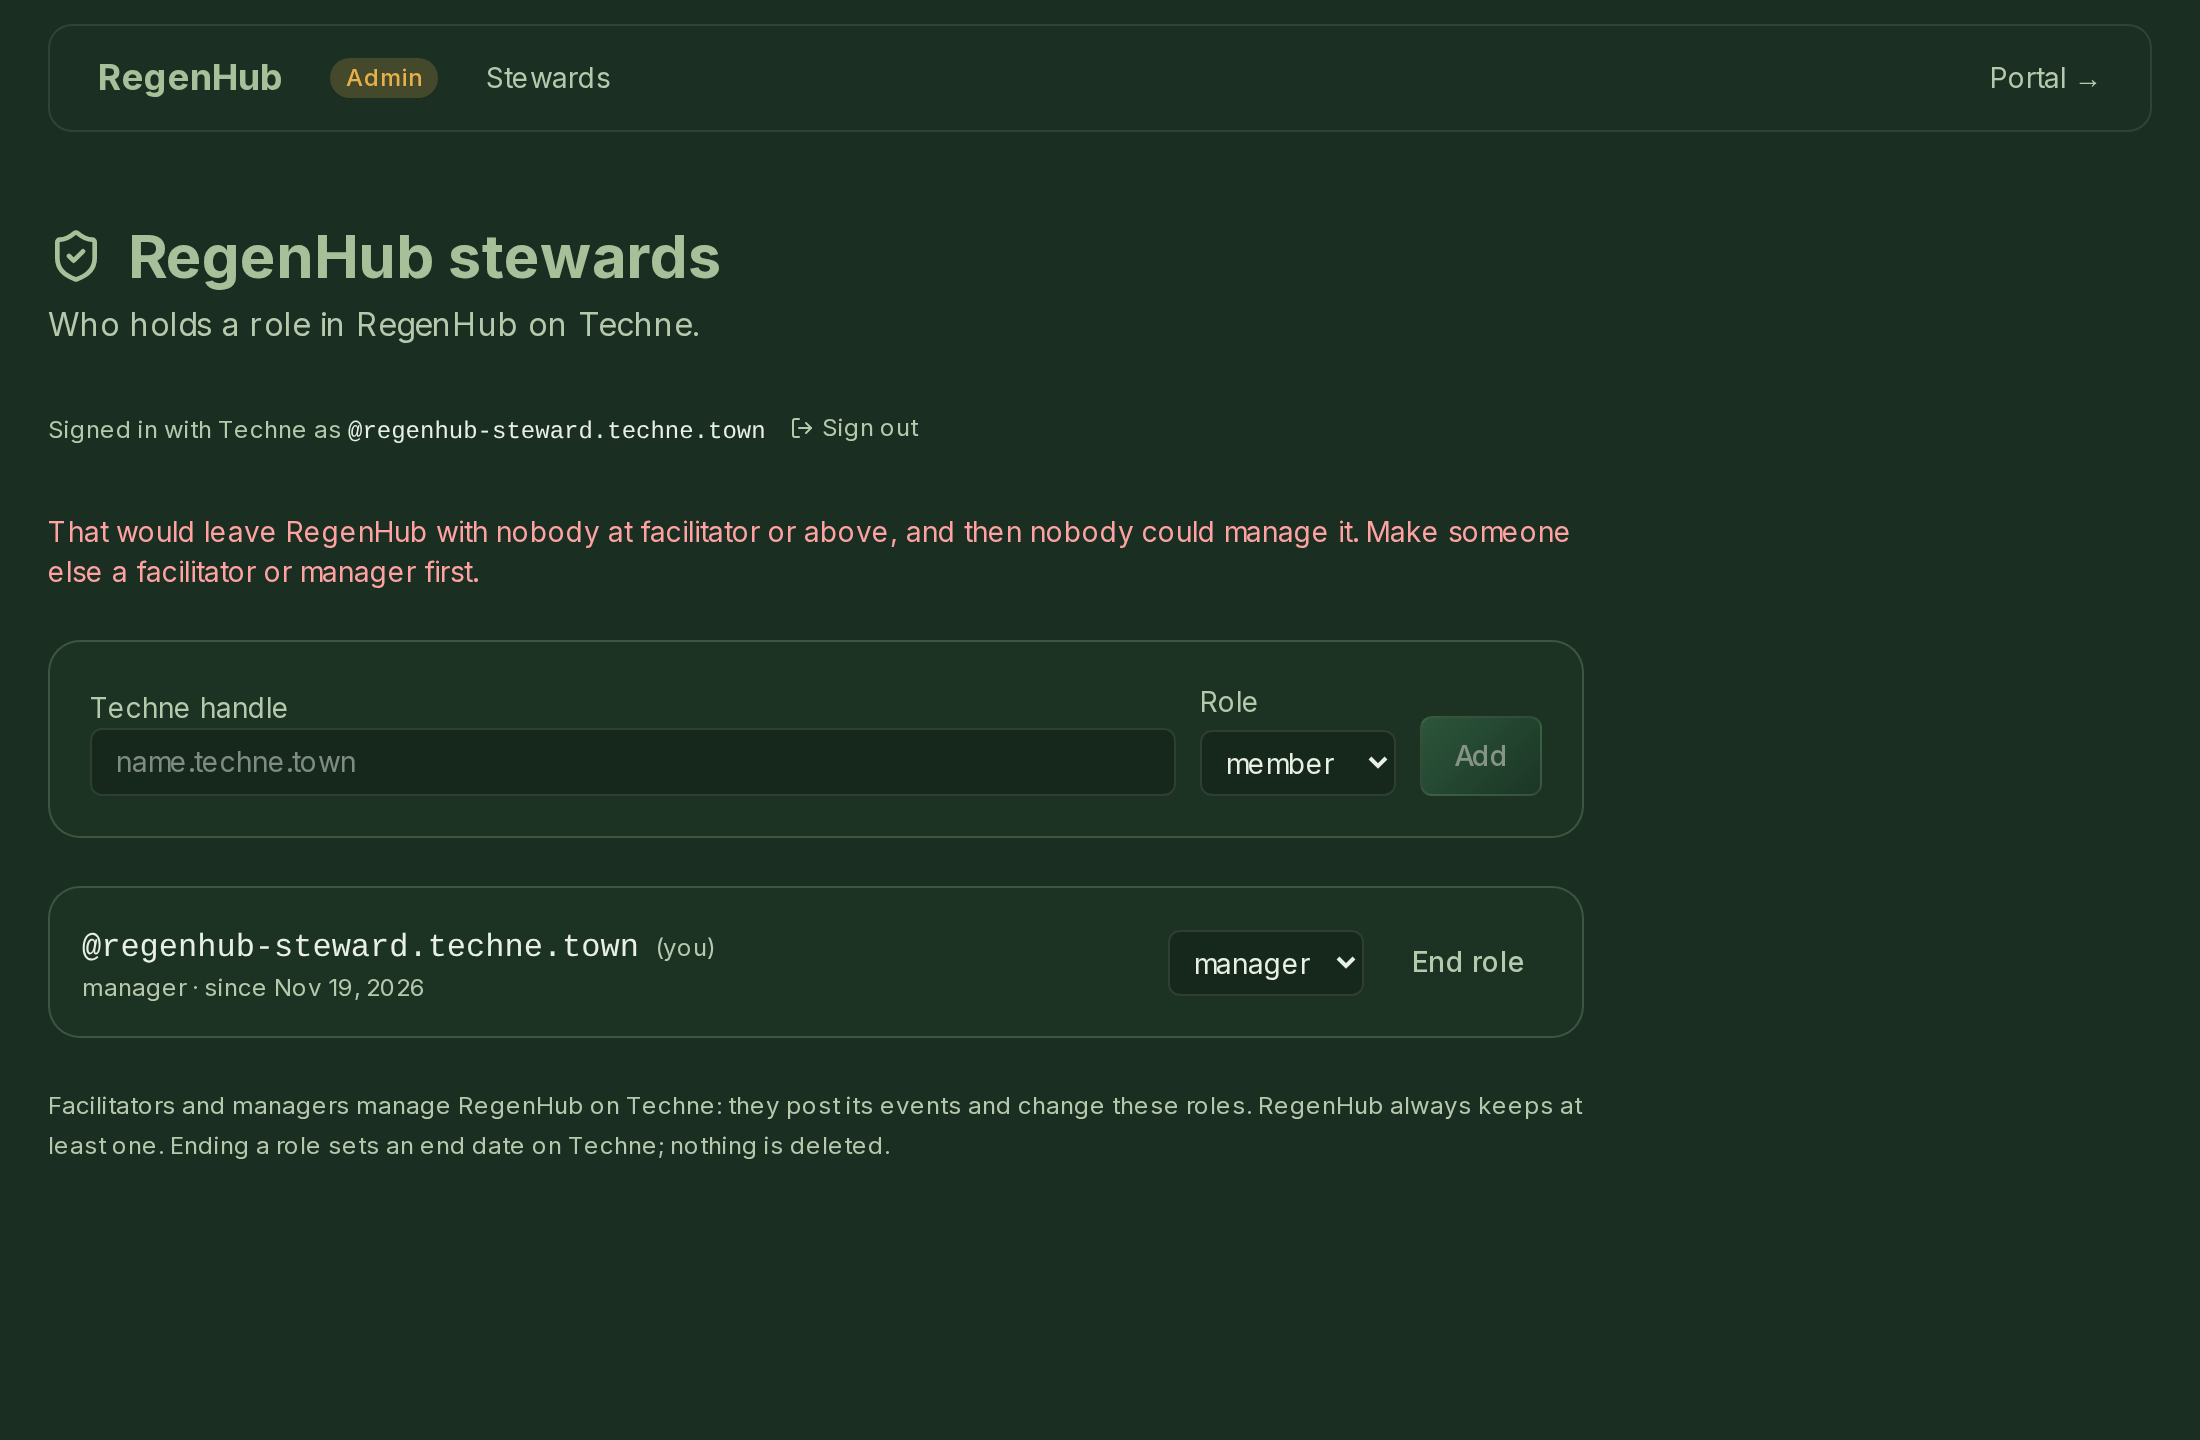 RegenHub Admin Stewards Portal →
RegenHub stewards
Who holds a role in RegenHub on Techne.
Signed in with Techne as @regenhub-steward.techne.town Sign out
That would leave RegenHub with nobody at facilitator or above, and then nobody could manage it. Make someone
else a facilitator or manager first.
Techne handle Role
name.techne.town member Add
@regenhub-steward.techne.town (you)
manager · since Nov 19, 2026
manager End role
Facilitators and managers manage RegenHub on Techne: they post its events and change these roles. RegenHub always keeps at
least one. Ending a role sets an end date on Techne; nothing is deleted.